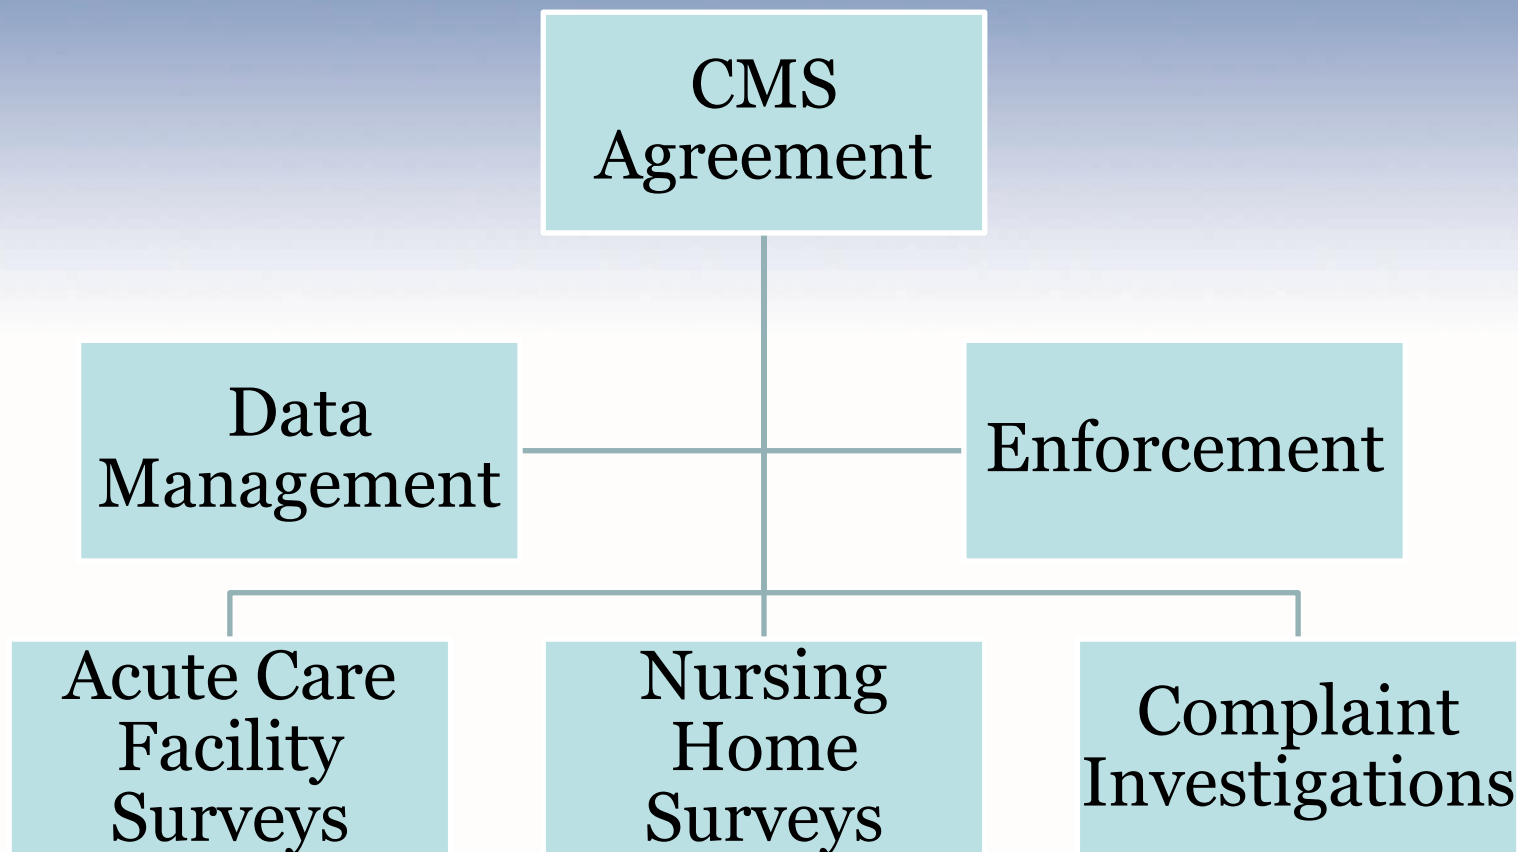 CMS
Agreement
Data
Management
Enforcement
Acute Care
Facility
Surveys
Nursing
Home
Surveys
Complaint
Investigations